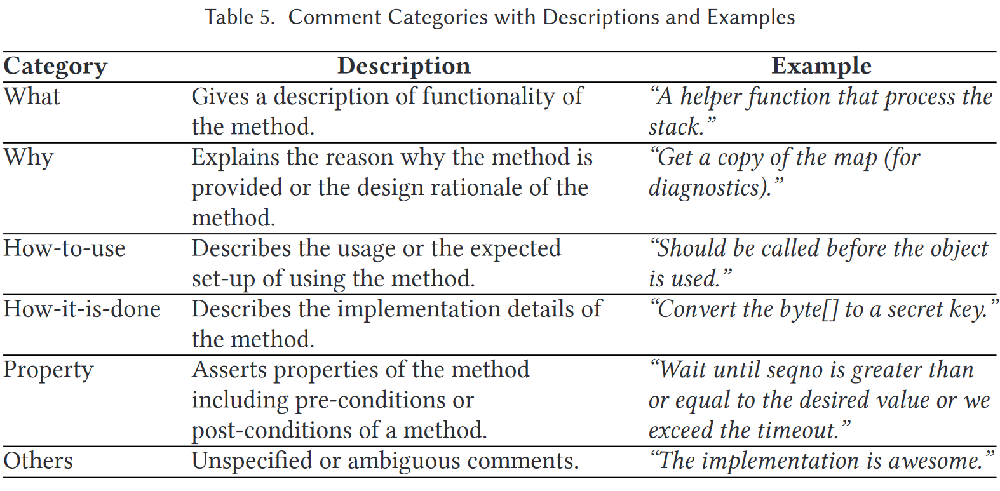 Table 5. Comment Categories with Descriptions and Examples
Category Description Example
What Gives a description of functionality of “A helper function that process the
the method. stack.”
Why Explains the reason why the method is “Get a copy of the map (for
provided or the design rationale of the diagnostics).”
method.
How-to-use Describes the usage or the expected “Should be called before the object
set-up of using the method. is used.”
How-it-is-done Describes the implementation details of “Convert the byte[] to a secret key.”
the method.
Property Asserts properties of the method “Wait until seqno is greater than
including pre-conditions or or equal to the desired value or we
post-conditions of a method. exceed the timeout.”
Others Unspecified or ambiguous comments. “The implementation is awesome.”